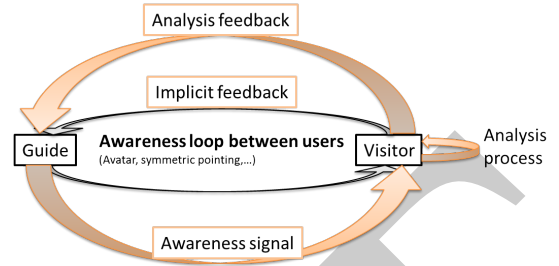 Analysis feedback
Implicit feedback
Guide
Awareness loop between users
(Avatar, symmetric pointing,...)
Visitor
Analysis
process
Awareness signal